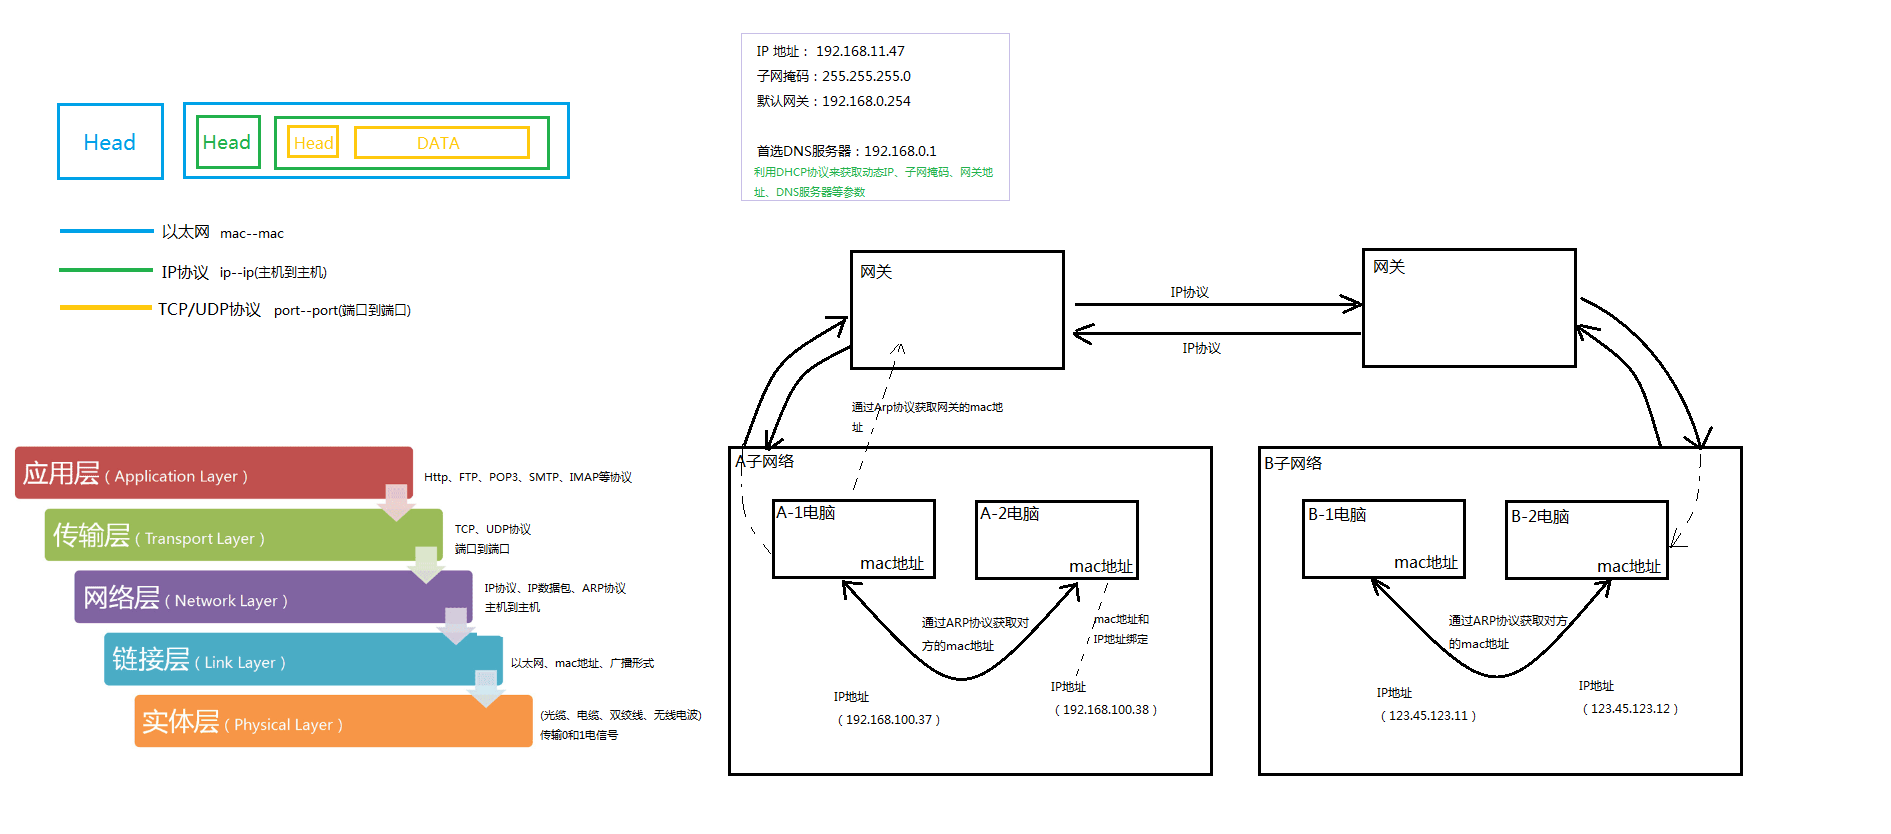 IP 地址： 192.168.11.47
子网掩码：255.255.255.0
默认网关：192.168.0.254
首选DNS服务器：192.168.0.1
利用DHCP协议来获取动态IP、子网掩码、网关地
址、DNS服务器等参数
Head
Head
Head
DATA
以太网 mac--mac
IP协议 ip--ip(主机到主机)
TCP/UDP协议 port--port(端口到端口)
应用层（Application Layer）
Http、FTP、POP3、SMTP、IMAP等协议
传输层（Transport Layer）
TCP、UDP协议
端口到端口
网络层（Network Layer）
IP协议、IP数据包、ARP协议
主机到主机
链接层（Link Layer）
以太网、mac地址、广播形式
实体层（Physical Layer）
(光缆、电缆、双绞线、无线电波)
传输0和1电信号
网关
IP协议
IP协议
网关
通过Arp协议获取网关的mac地
址
A子网络
A-1电脑
mac地址
A-2电脑
mac地址
通过ARP协议获取对
方的mac地址
mac地址和
IP地址绑定
IP地址
（192.168.100.37）
IP地址
（192.168.100.38）
B子网络
B-1电脑
mac地址
B-2电脑
mac地址
通过ARP协议获取对方
的mac地址
IP地址
（123.45.123.11）
IP地址
（123.45.123.12）